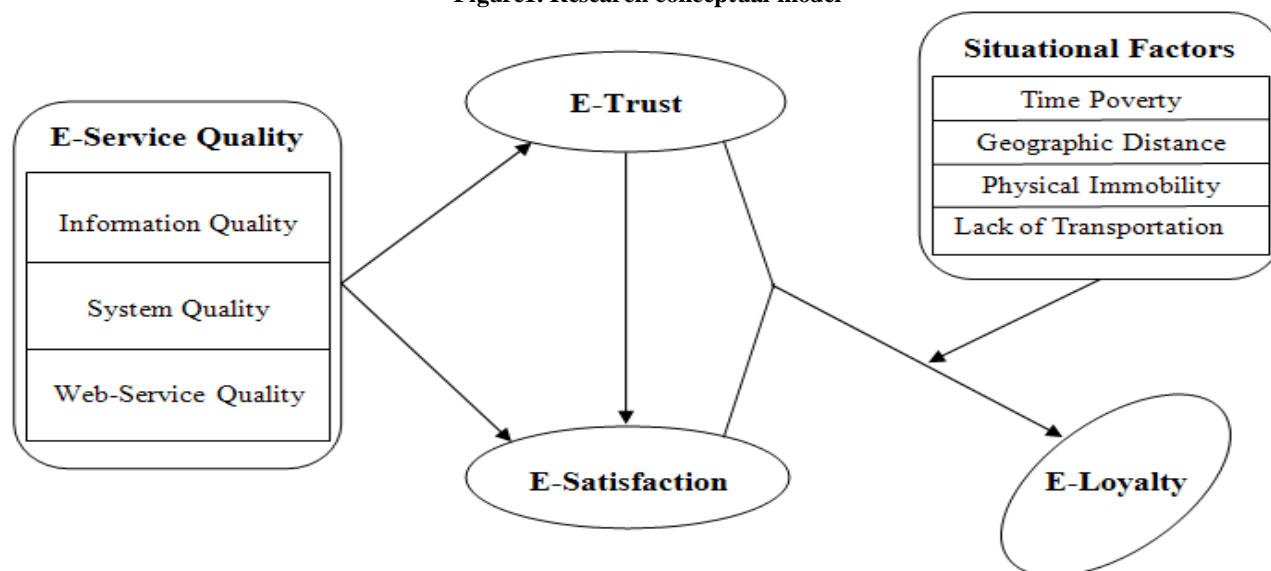 Figure1. Research conceptual model
E-Service Quality
Information Quality
System Quality
Web-Service Quality
E-Trust
E-Satisfaction
Situational Factors
Time Poverty
Geographic Distance
Physical Immobility
Lack of Transportation
E-Loyalty